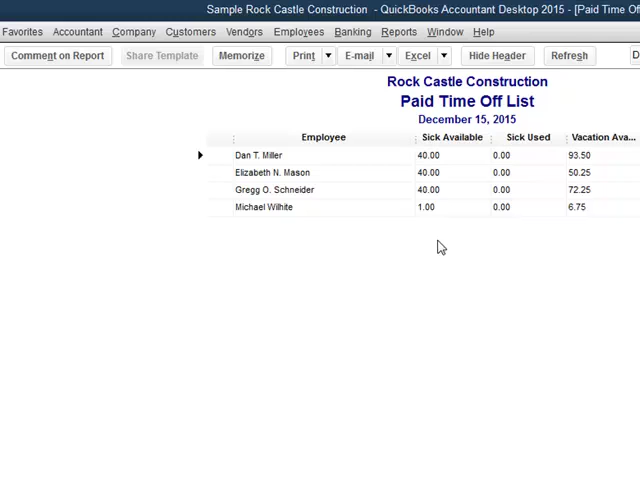 Sample Rock Castle Construction - QuickBooks Accountant Desktop 2015 - [Paid Time Of
Favorites Accountant Company Customers Vendors Employees Banking Reports Window Help
Comment on Report Share Template Memorize Print E-mail Excel Hide Header Refresh D
Rock Castle Construction
Paid Time Off List
December 15, 2015
Employee Sick Available Sick Used Vacation Ava...
Dan T. Miller 40.00 0.00 93.50
Elizabeth N. Mason 40.00 0.00 50.25
Gregg O. Schneider 40.00 0.00 72.25
Michael Wilhite 1.00 0.00 6.75